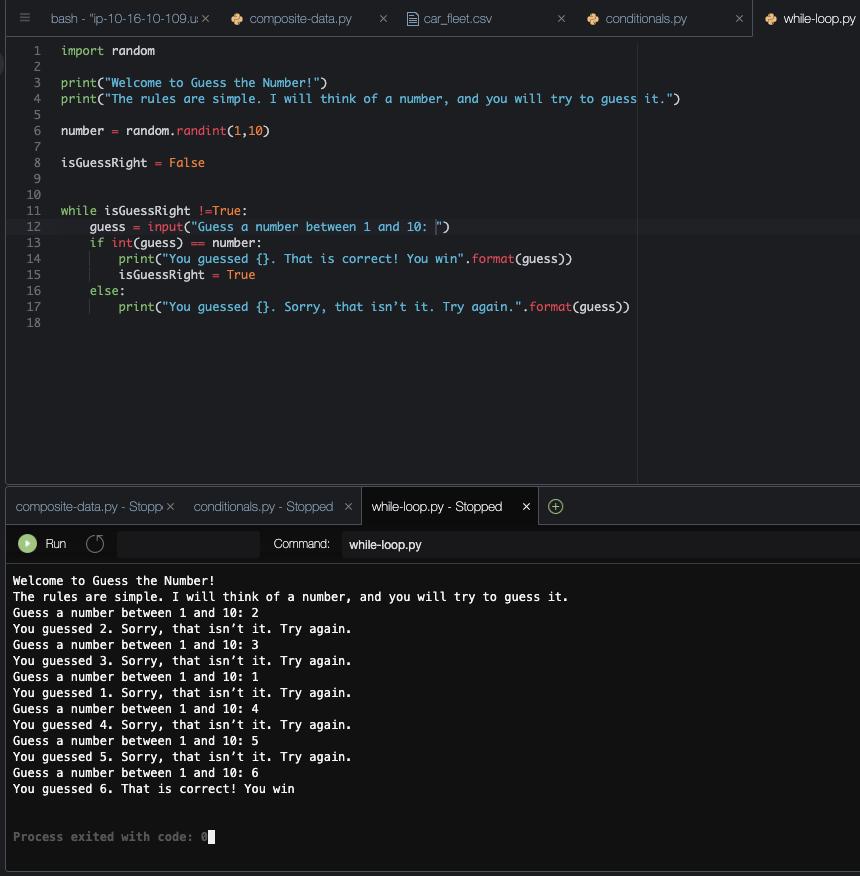 bash - "ip-10-16-10-109.u: × composite-data.py × car_fleet.csv × conditionals.py × while-loop.py
1 import random
2
3 print("Welcome to Guess the Number!")
4 print("The rules are simple. I will think of a number, and you will try to guess it.")
5
6 number = random.randint(1,10)
7
8 isGuessRight = False
9
10
11 while isGuessRight !=True:
12     guess = input("Guess a number between 1 and 10: ")
13     if int(guess) == number:
14         print("You guessed {}. That is correct! You win".format(guess))
15         isGuessRight = True
16     else:
17         print("You guessed {}. Sorry, that isn’t it. Try again.".format(guess))
18
composite-data.py - Stopp × conditionals.py - Stopped × while-loop.py - Stopped ×
Run Command: while-loop.py
Welcome to Guess the Number!
The rules are simple. I will think of a number, and you will try to guess it.
Guess a number between 1 and 10: 2
You guessed 2. Sorry, that isn’t it. Try again.
Guess a number between 1 and 10: 3
You guessed 3. Sorry, that isn’t it. Try again.
Guess a number between 1 and 10: 1
You guessed 1. Sorry, that isn’t it. Try again.
Guess a number between 1 and 10: 4
You guessed 4. Sorry, that isn’t it. Try again.
Guess a number between 1 and 10: 5
You guessed 5. Sorry, that isn’t it. Try again.
Guess a number between 1 and 10: 6
You guessed 6. That is correct! You win
Process exited with code: 0